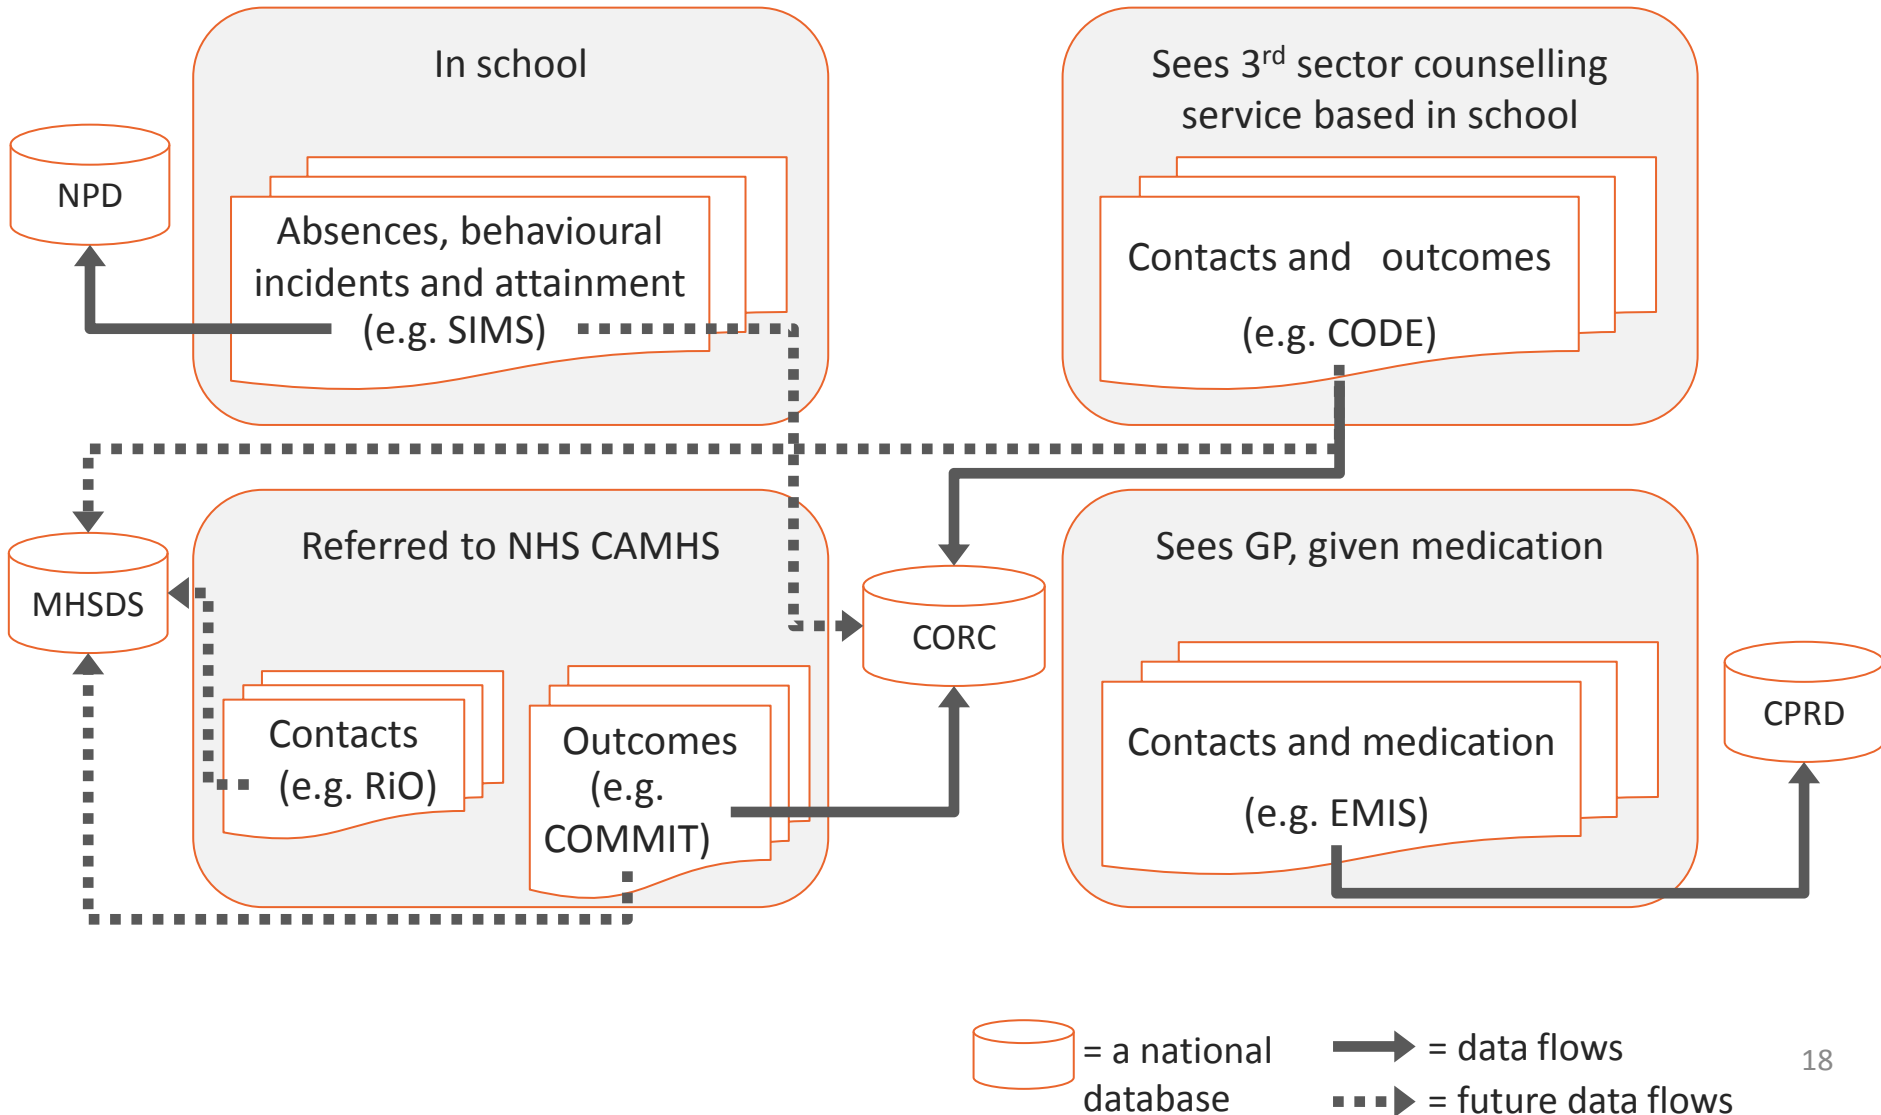 In school
Sees 3rd sector counselling
service based in school
NPD
Absences, behavioural
incidents and attainment
(e.g. SIMS)
Contacts and outcomes
(e.g. CODE)
Referred to NHS CAMHS
Sees GP, given medication
MHSDS
CORC
Contacts
(e.g. RiO)
Outcomes
(e.g.
COMMIT)
Contacts and medication
(e.g. EMIS)
CPRD
= a national
database
= data flows
= future data flows
18